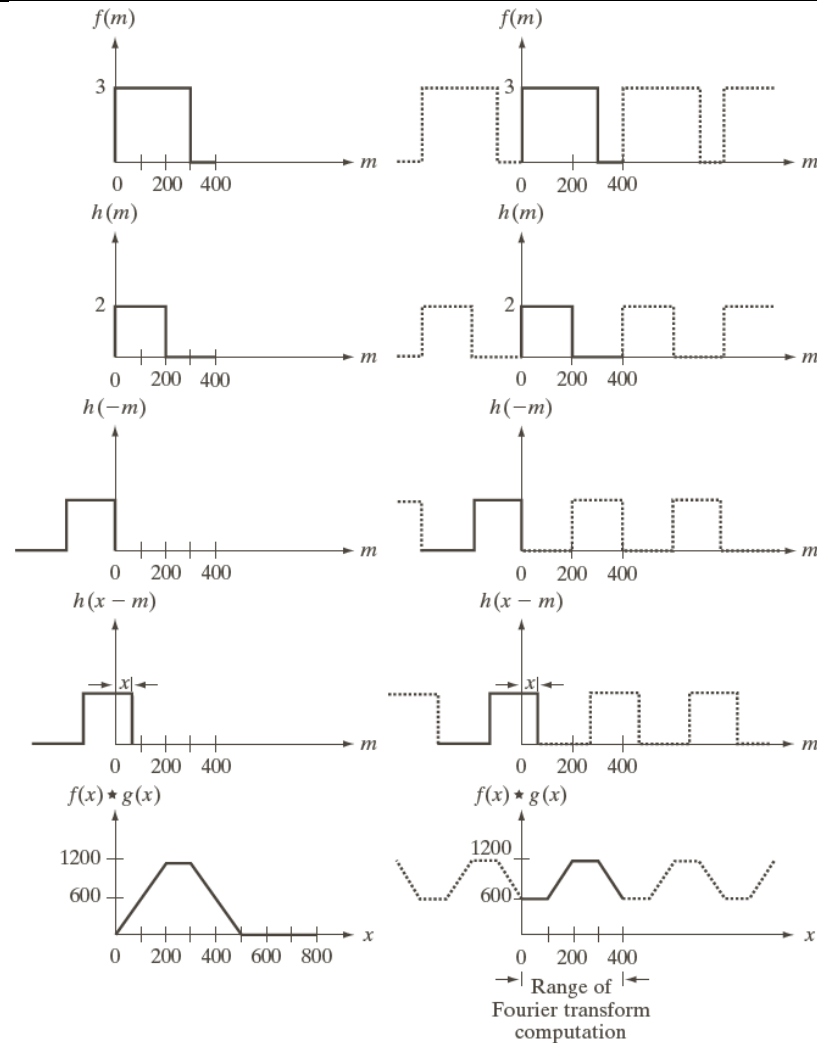 f(m)
3
m
0 200 400
f(m)
3
m
0 200 400
h(m)
2
m
0 200 400
h(m)
2
m
0 200 400
h(−m)
m
0 200 400
h(−m)
m
0 200 400
h(x − m)
x
m
0 200 400
h(x − m)
x
m
0 200 400
f(x) ★ g(x)
1200
600
x
0 200 400 600 800
f(x) ★ g(x)
1200
600
x
0 200 400
Range of
Fourier transform
computation